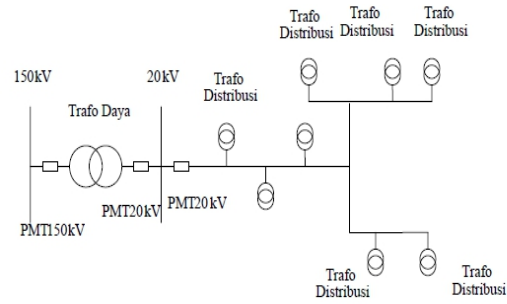 Trafo
Distribusi
Trafo
Distribusi
Trafo
Distribusi
150kV
20kV
Trafo
Distribusi
Trafo Daya
PMT20kV
PMT20kV
PMT150kV
Trafo
Distribusi
Trafo
Distribusi